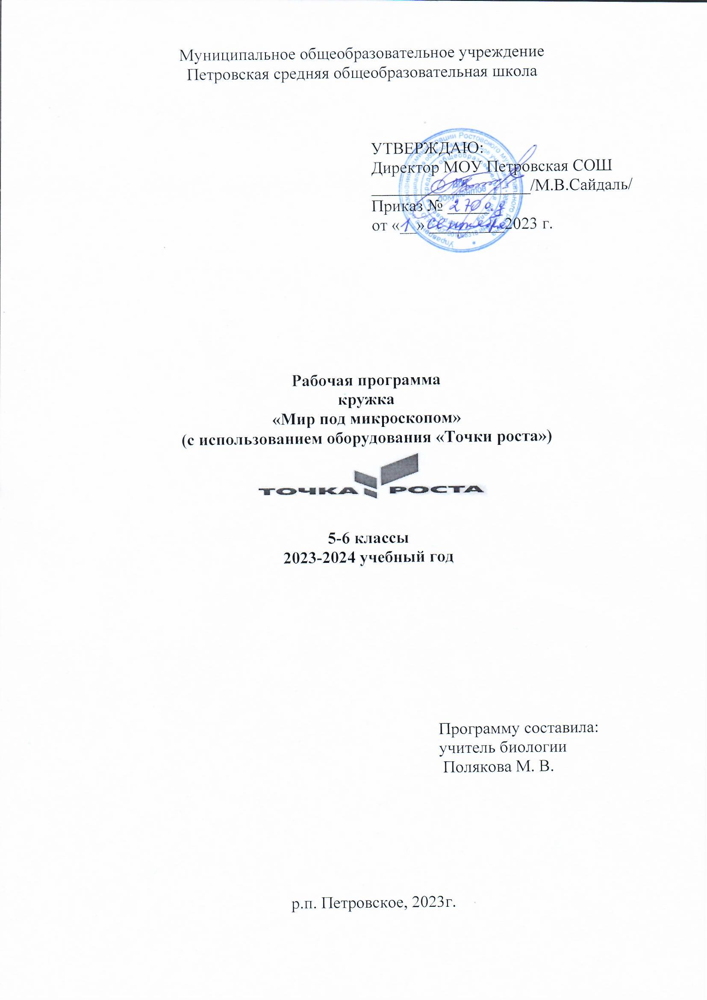 Муниципальное общеобразовательное учреждение
Петровская средняя общеобразовательная школа
УТВЕРЖДАЮ:
Директор МОУ Петровская СОШ
/М.В.Сайдаль/
Приказ № 270 о.д
от «1» сентября 2023 г.
Для
документов
Рабочая программа
кружка
«Мир под микроскопом»
(с использованием оборудования «Точки роста»)
ТОЧКА РОСТА
5-6 классы
2023-2024 учебный год
Программу составила:
учитель биологии
Полякова М. В.
р.п. Петровское, 2023г.